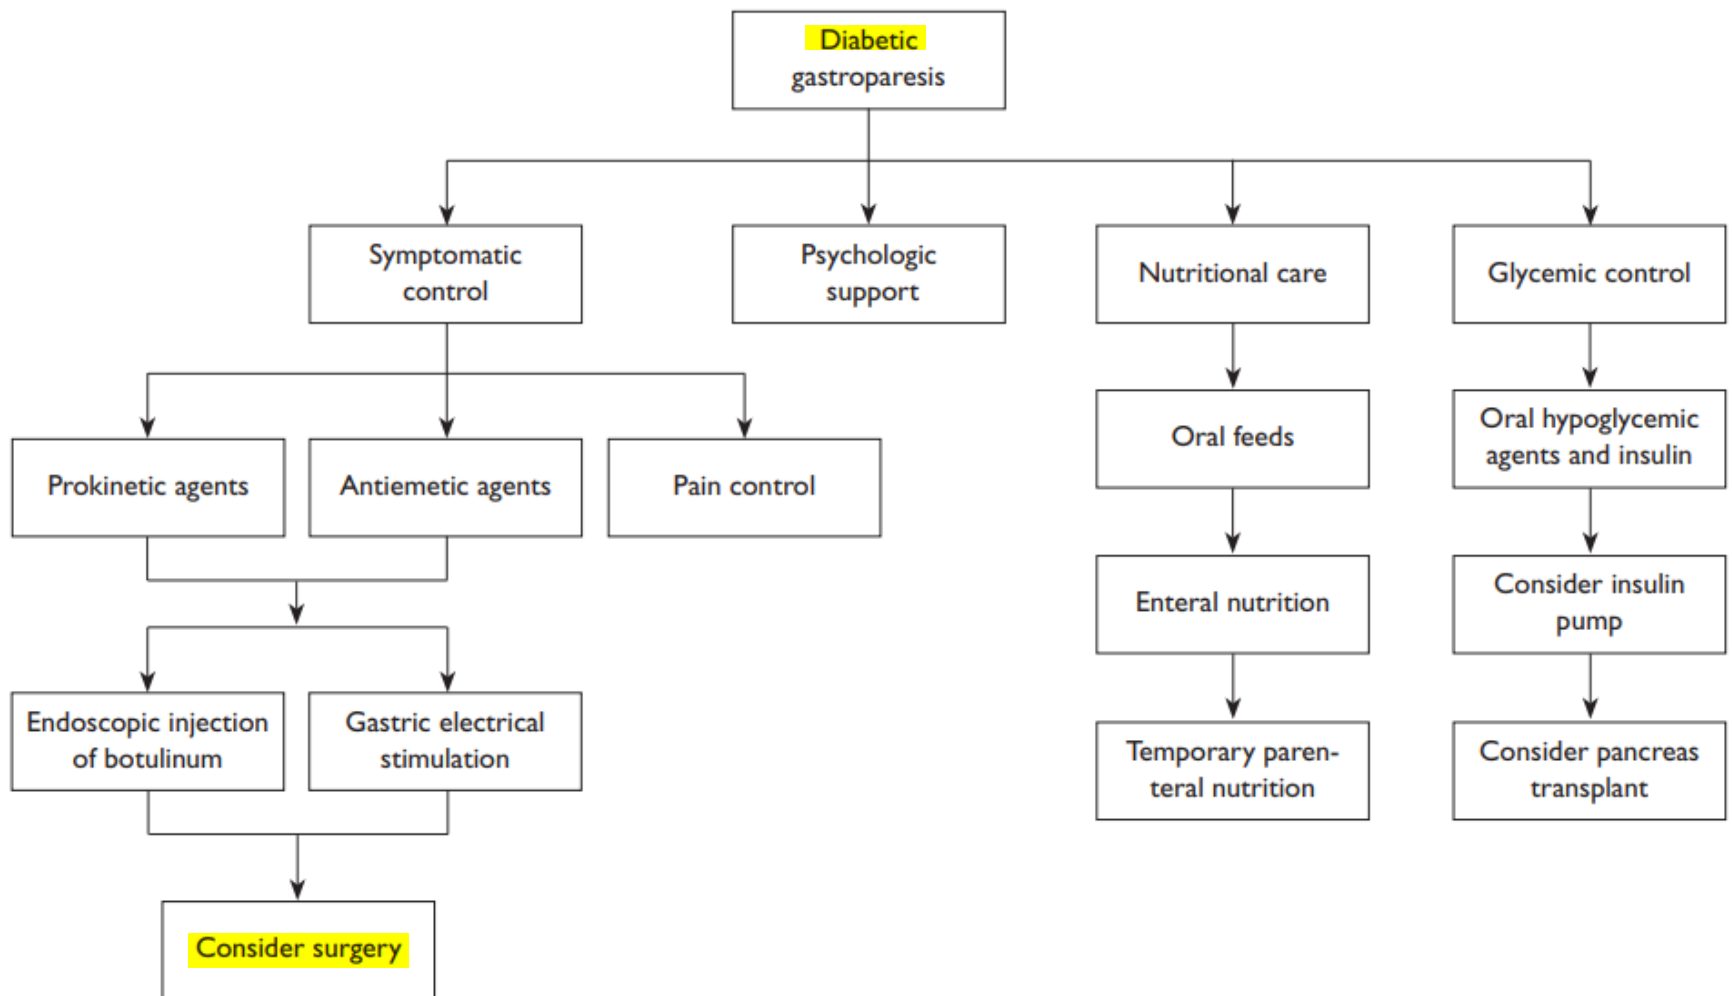 Diabetic
gastroparesis
Symptomatic
control
Psychologic
support
Nutritional care
Glycemic control
Prokinetic agents
Antiemetic agents
Pain control
Oral feeds
Oral hypoglycemic
agents and insulin
Enteral nutrition
Consider insulin
pump
Endoscopic injection
of botulinum
Gastric electrical
stimulation
Temporary paren-
teral nutrition
Consider pancreas
transplant
Consider surgery